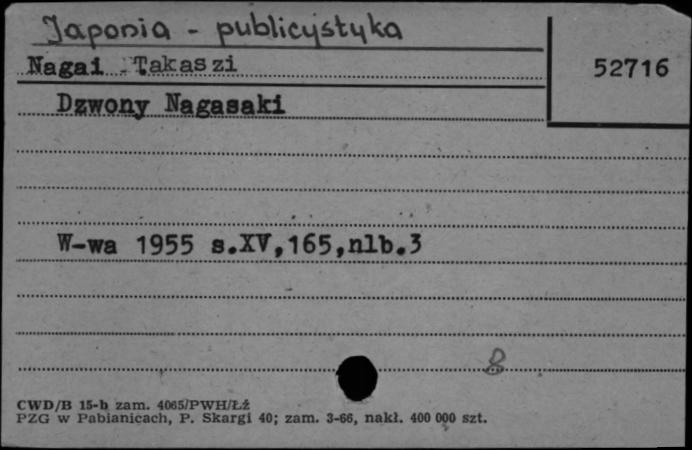 Japonia - publicystyka
Nagai Takaszi
52716
Dzwony Nagasaki
W-wa 1955 s.XV,165,nlb.3
B
CWD/B 15-b zam. 4065/PWH/Łź
PZG w Pabianicach, P. Skargi 40; zam. 3-66, nakł. 400 000 szt.